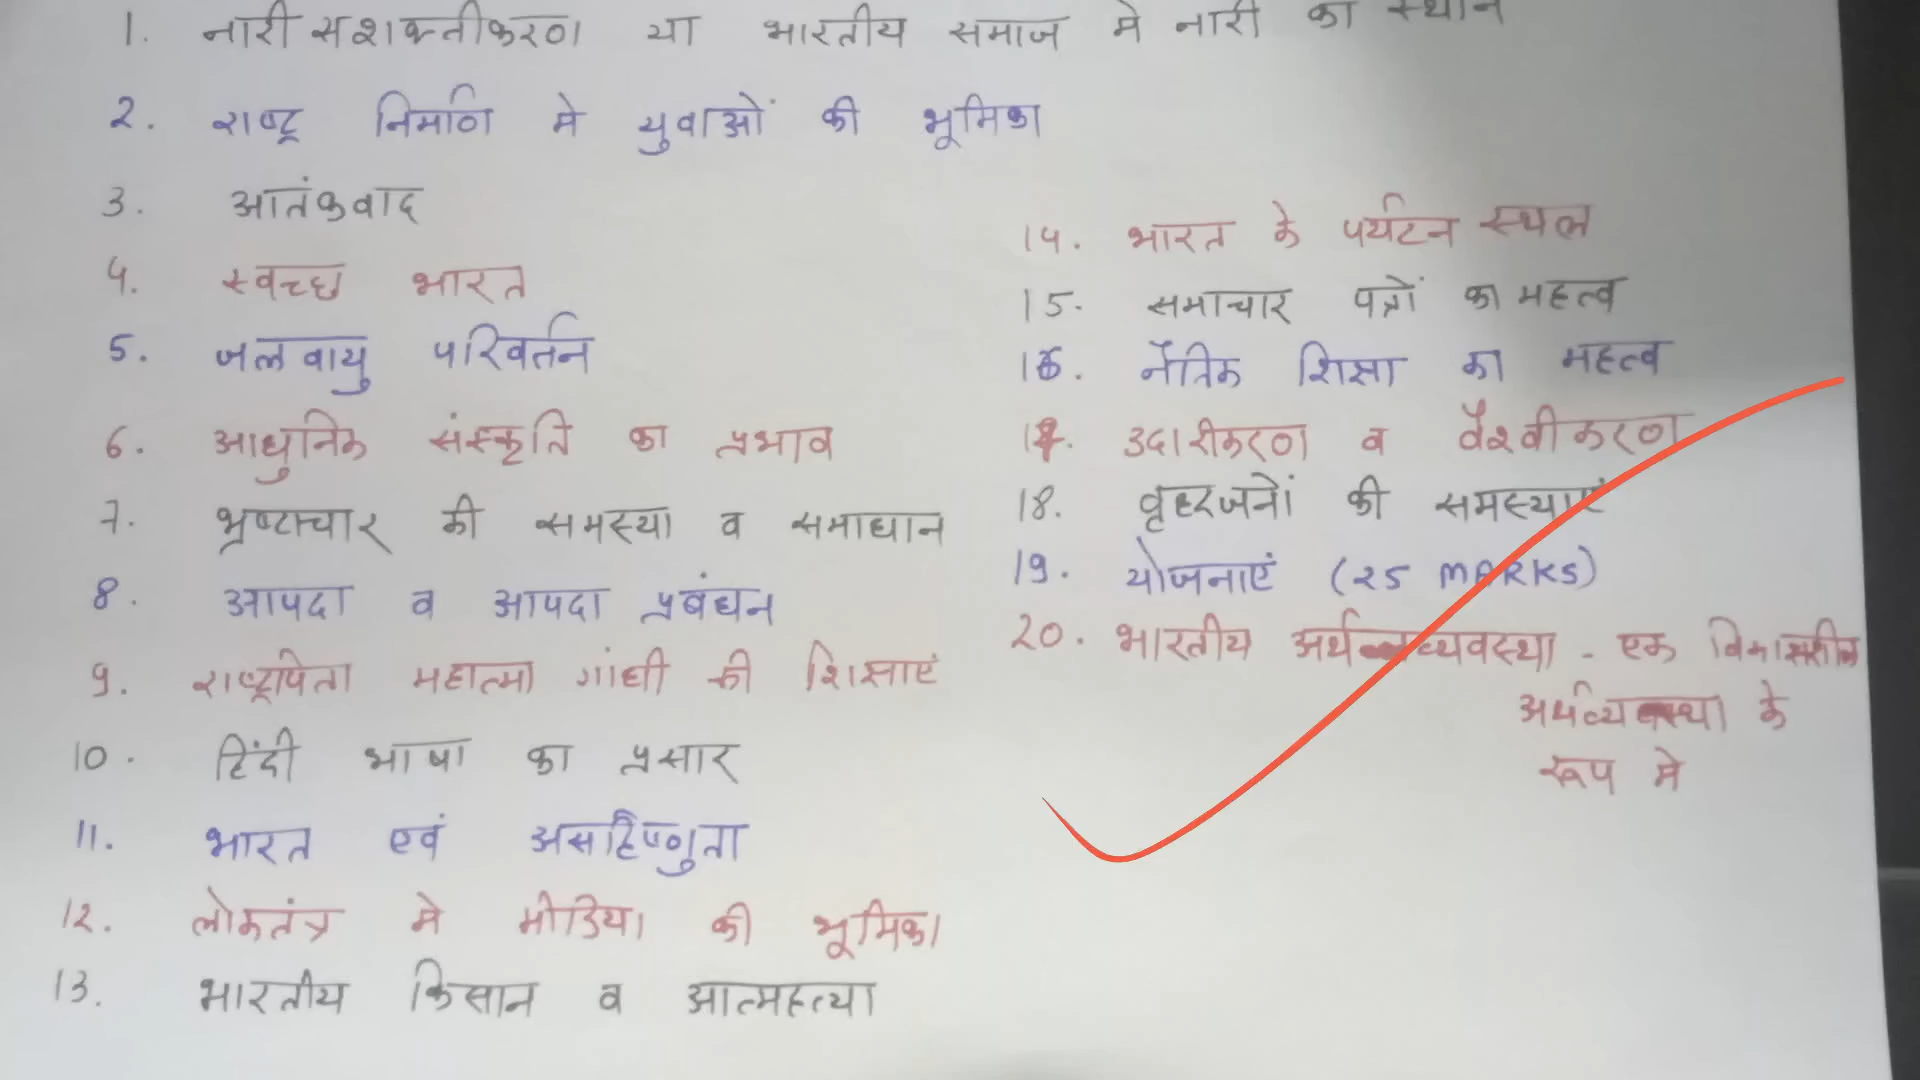 1. नारी सशक्तीकरण या भारतीय समाज मे नारी का स्थान
2. राष्ट्र निर्माण मे युवाओं की भूमिका
3. आतंकवाद
4. स्वच्छ भारत
5. जलवायु परिवर्तन
6. आधुनिक संस्कृति का प्रभाव
7. भ्रष्टाचार की समस्या व समाधान
8. आपदा व आपदा प्रबंधन
9. राष्ट्रपिता महात्मा गांधी की शिक्षाएं
10. हिंदी भाषा का प्रसार
11. भारत एवं असहिष्णुता
12. लोकतंत्र मे मीडिया की भूमिका
13. भारतीय किसान व आत्महत्या
14. भारत के पर्यटन स्थल
15. समाचार पत्रों का महत्व
16. नैतिक शिक्षा का महत्व
17. उदारीकरण व वैश्वीकरण
18. की समस्याएं
19. योजनाएं (25 MARKS)
20. भारतीय अर्थव्यवस्था - एक विकासशील
अर्थव्यवस्था के
रूप मे